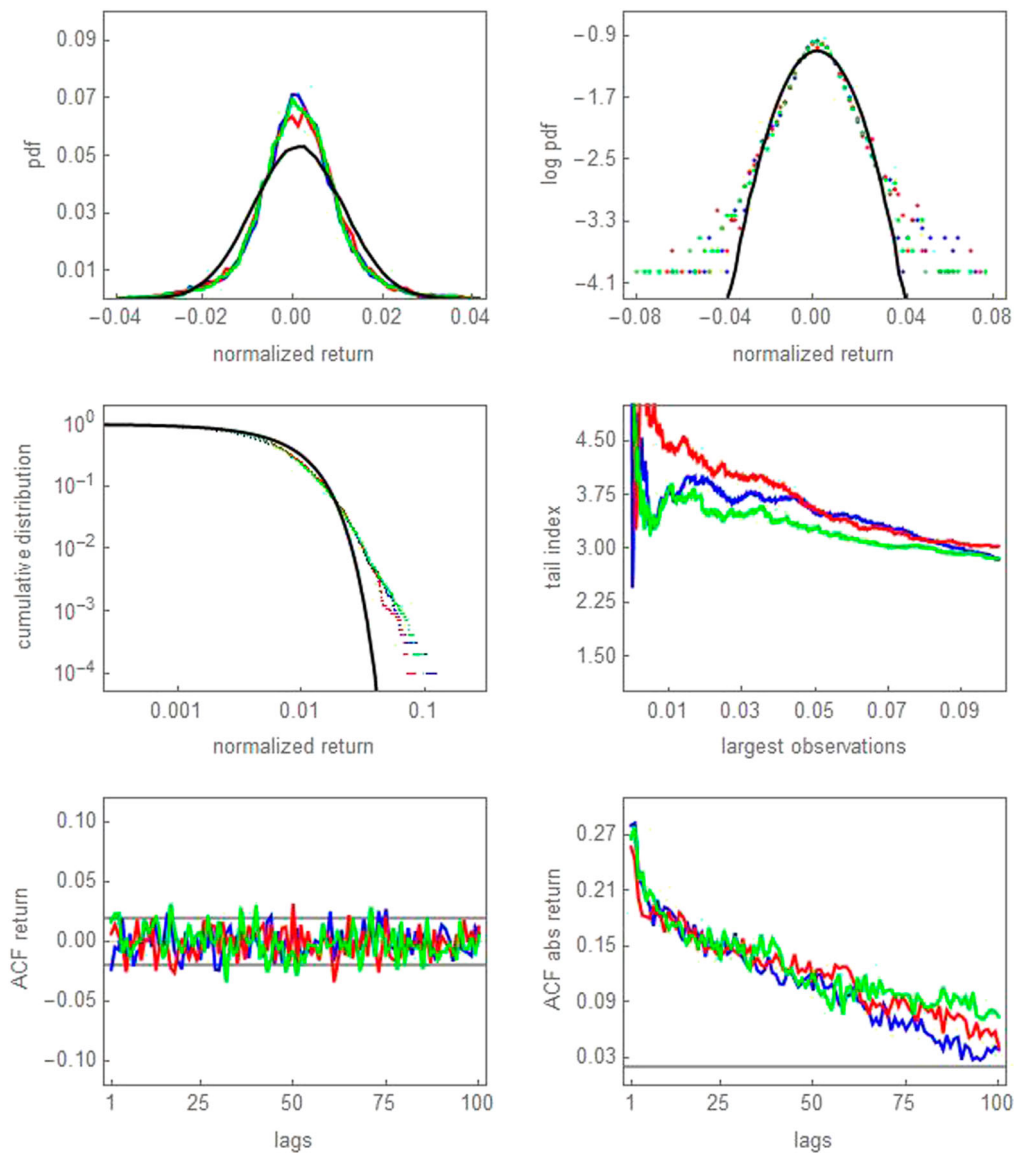 pdf
0.09
0.07
0.05
0.03
0.01
−0.04 −0.02 0.00 0.02 0.04
normalized return
log pdf
−0.9
−1.7
−2.5
−3.3
−4.1
−0.08 −0.04 0.00 0.04 0.08
normalized return
cumulative distribution
10^0
10^-1
10^-2
10^-3
10^-4
0.001 0.01 0.1
normalized return
tail index
4.50
3.75
3.00
2.25
1.50
0.01 0.03 0.05 0.07 0.09
largest observations
ACF return
0.10
0.05
0.00
−0.05
−0.10
1 25 50 75 100
lags
ACF abs return
0.27
0.21
0.15
0.09
0.03
1 25 50 75 100
lags